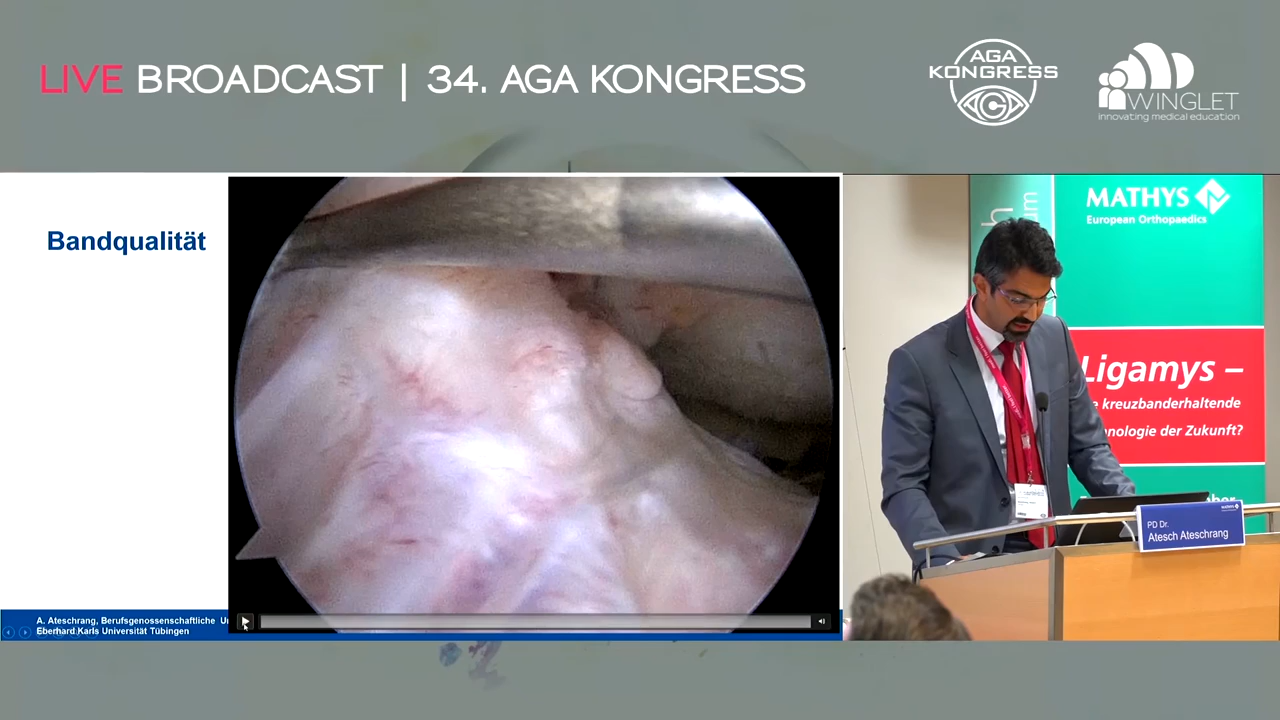 LIVE BROADCAST | 34. AGA KONGRESS
AGA
KONGRESS
AGA
WINGLET
innovating medical education
Bandqualität
A. Ateschrang, Berufsgenossenschaftliche
Eberhard Karls Universität Tübingen
MATHYS
European Orthopaedics
Ligamys –
kreuzbanderhaltende
der Zukunft?
PD Dr.
Atesch Ateschrang